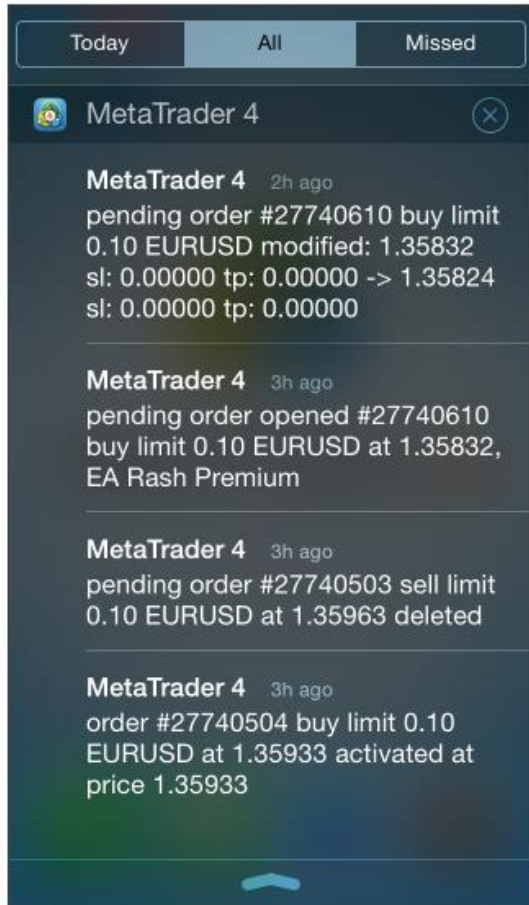 Today All Missed
MetaTrader 4
MetaTrader 4 2h ago
pending order #27740610 buy limit
0.10 EURUSD modified: 1.35832
sl: 0.00000 tp: 0.00000 -> 1.35824
sl: 0.00000 tp: 0.00000
MetaTrader 4 3h ago
pending order opened #27740610
buy limit 0.10 EURUSD at 1.35832,
EA Rash Premium
MetaTrader 4 3h ago
pending order #27740503 sell limit
0.10 EURUSD at 1.35963 deleted
MetaTrader 4 3h ago
order #27740504 buy limit 0.10
EURUSD at 1.35933 activated at
price 1.35933